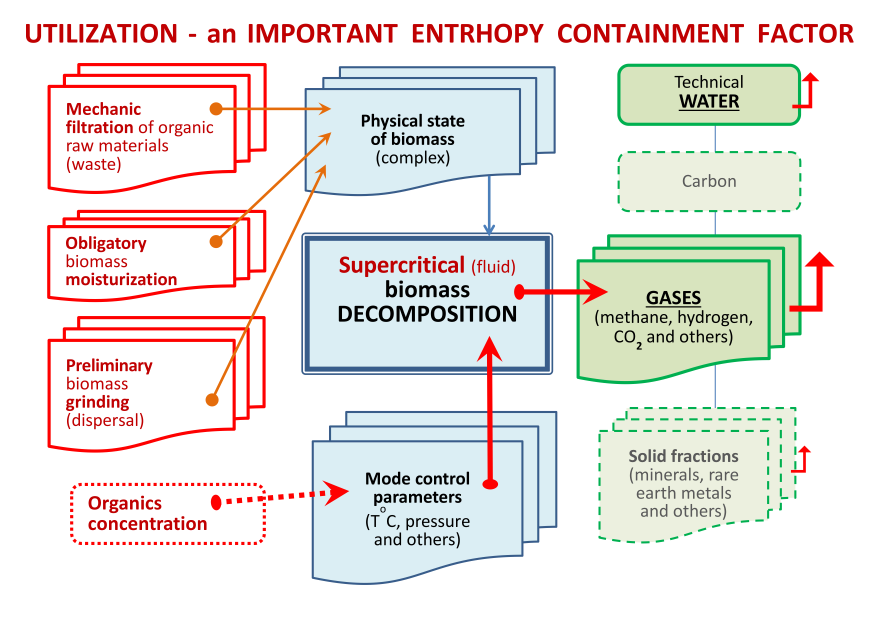 UTILIZATION - an IMPORTANT ENTRHOPY CONTAINMENT FACTOR
Mechanic
filtration of organic
raw materials
(waste)
Obligatory
biomass
moisturization
Preliminary
biomass
grinding
(dispersal)
Organics
concentration
Physical state
of biomass
(complex)
Supercritical (fluid)
biomass
DECOMPOSITION
Mode control
parameters
(T°C, pressure
and others)
Technical
WATER
Carbon
GASES
(methane, hydrogen,
CO2 and others)
Solid fractions
(minerals, rare
earth metals
and others)